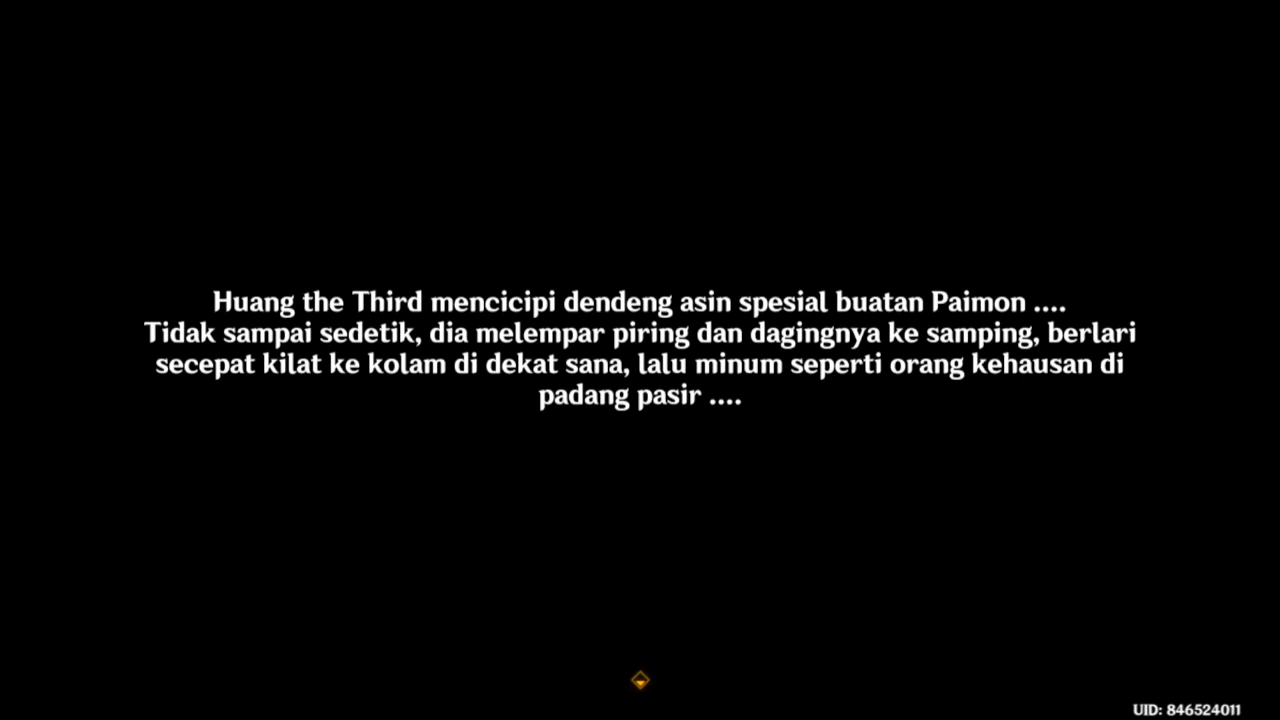 Huang the Third mencicipi dendeng asin spesial buatan Paimon ....
Tidak sampai sedetik, dia melempar piring dan dagingnya ke samping, berlari
secepat kilat ke kolam di dekat sana, lalu minum seperti orang kehausan di
padang pasir ....
UID: 846524011